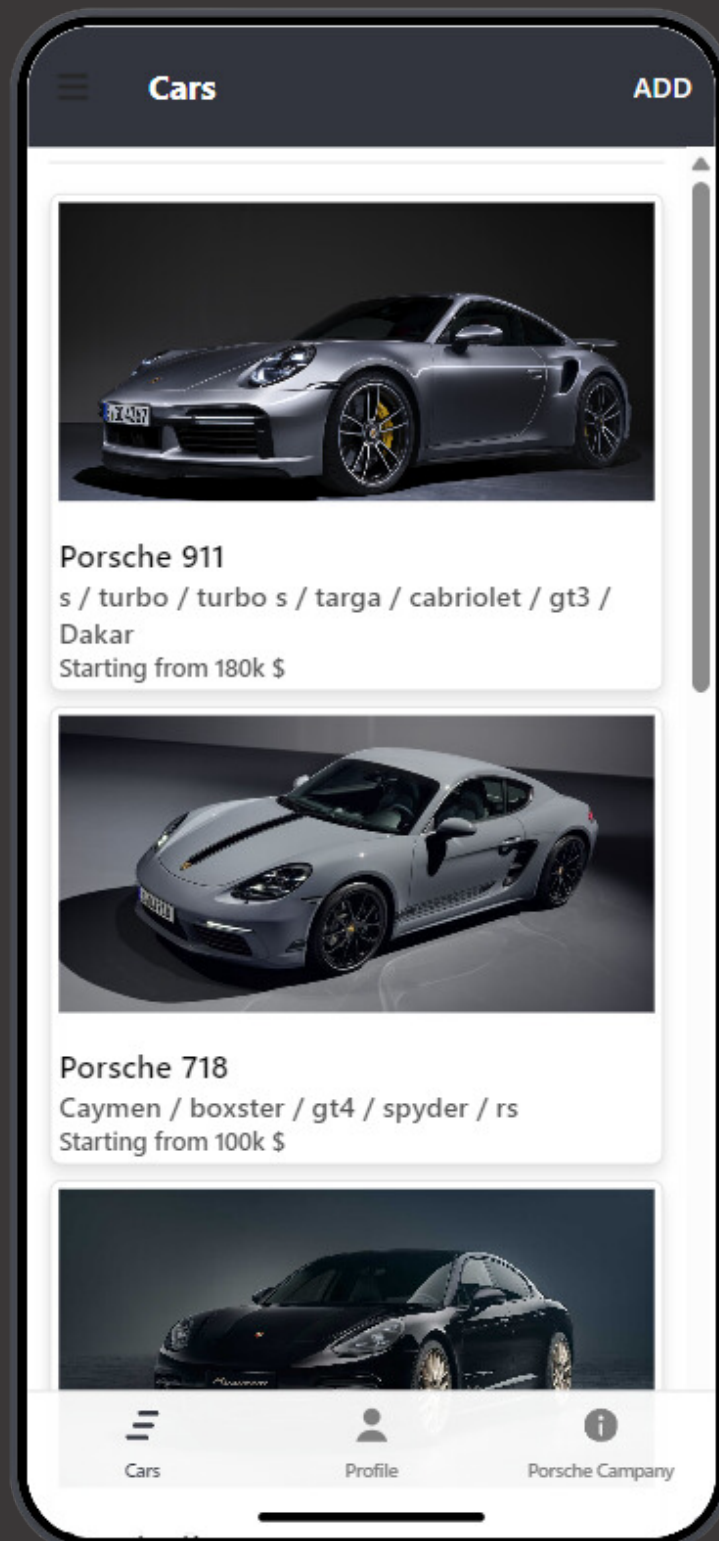 Cars
ADD
Porsche 911
s / turbo / turbo s / targa / cabriolet / gt3 /
Dakar
Starting from 180k $
Porsche 718
Caymen / boxster / gt4 / spyder / rs
Starting from 100k $
Cars
Profile
Porsche Campany